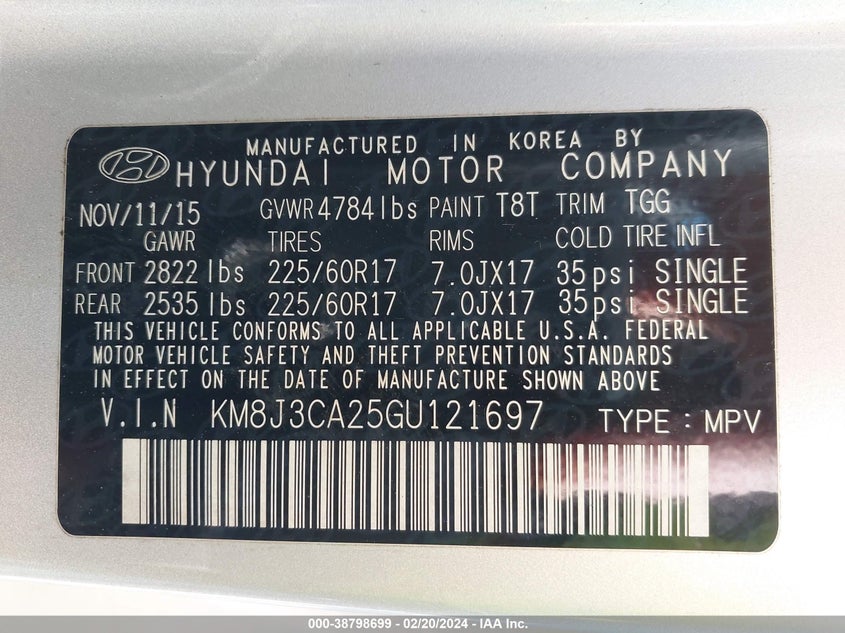 MANUFACTURED IN KOREA BY
HYUNDAI MOTOR COMPANY
NOV/11/15 GVWR 4784 lbs PAINT T8T TRIM TGG
GAWR TIRES RIMS COLD TIRE INFL
FRONT 2822 lbs 225/60R17 7.0JX17 35psi SINGLE
REAR 2535 lbs 225/60R17 7.0JX17 35psi SINGLE
THIS VEHICLE CONFORMS TO ALL APPLICABLE U.S.A. FEDERAL
MOTOR VEHICLE SAFETY AND THEFT PREVENTION STANDARDS
IN EFFECT ON THE DATE OF MANUFACTURE SHOWN ABOVE
V.I.N KM8J3CA25GU121697 TYPE : MPV
000-38798699 - 02/20/2024 - IAAI Inc.